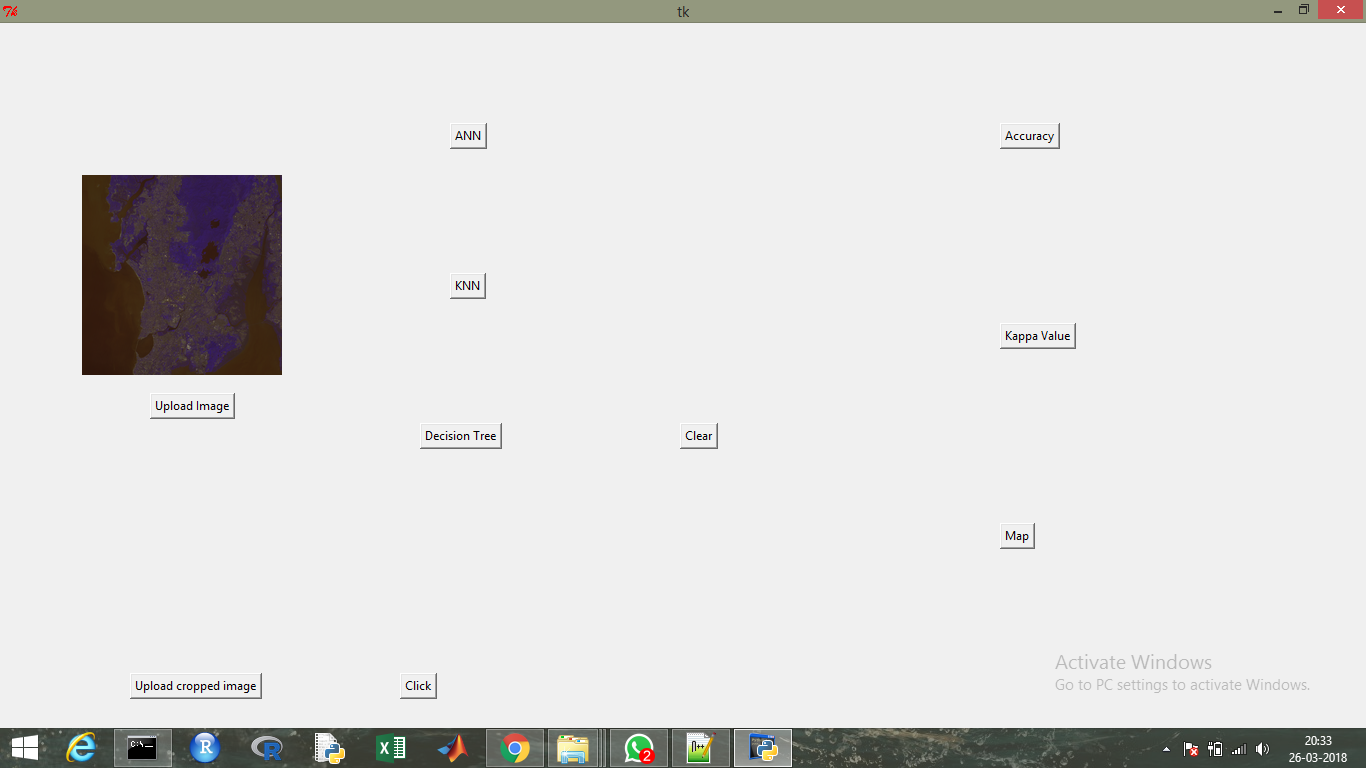 tk
ANN
Accuracy
KNN
Kappa Value
Upload Image
Decision Tree
Clear
Map
Activate Windows
Go to PC settings to activate Windows.
Upload cropped image
Click
20:33
26-03-2018
C:\
R
R
2